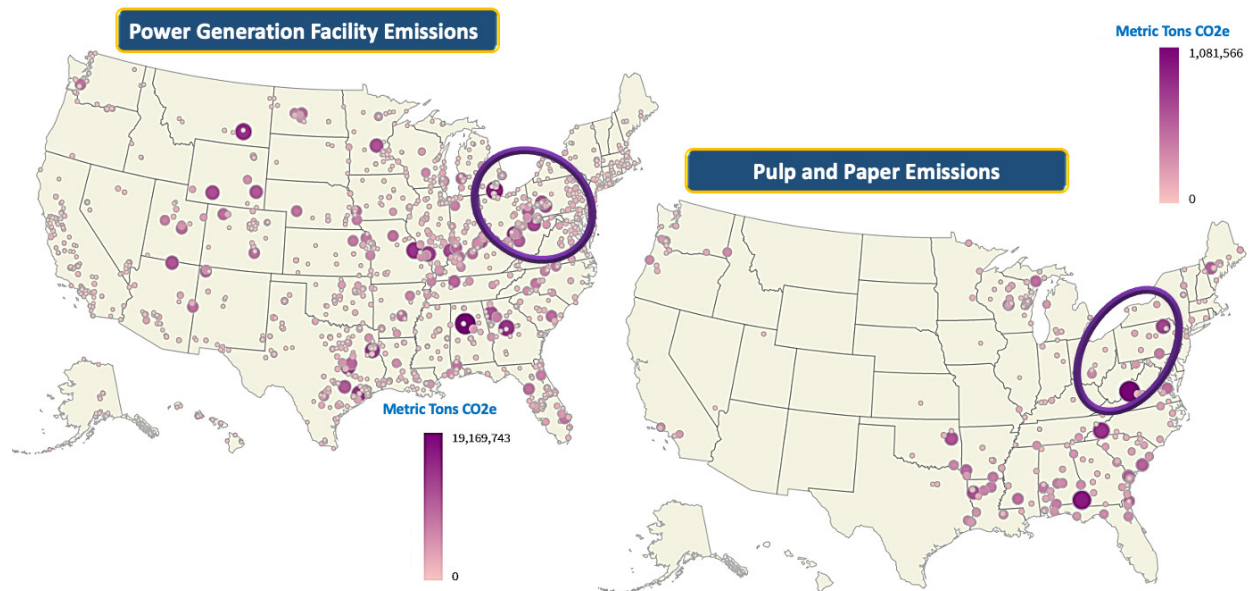 Power Generation Facility Emissions
Metric Tons CO2e
1,081,566
0
Pulp and Paper Emissions
Metric Tons CO2e
19,169,743
0